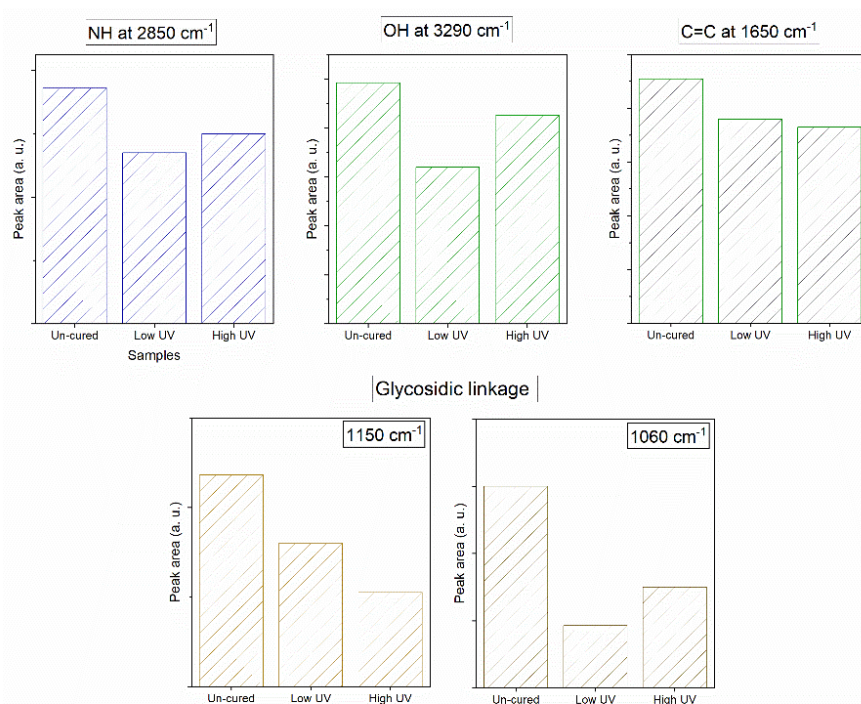 NH at 2850 cm⁻¹
OH at 3290 cm⁻¹
C=C at 1650 cm⁻¹
Peak area (a. u.)
Peak area (a. u.)
Peak area (a. u.)
Un-cured Low UV High UV
Samples
Un-cured Low UV High UV
Un-cured Low UV High UV
Glycosidic linkage
1150 cm⁻¹
1060 cm⁻¹
Peak area (a. u.)
Peak area (a. u.)
Un-cured Low UV High UV
Un-cured Low UV High UV